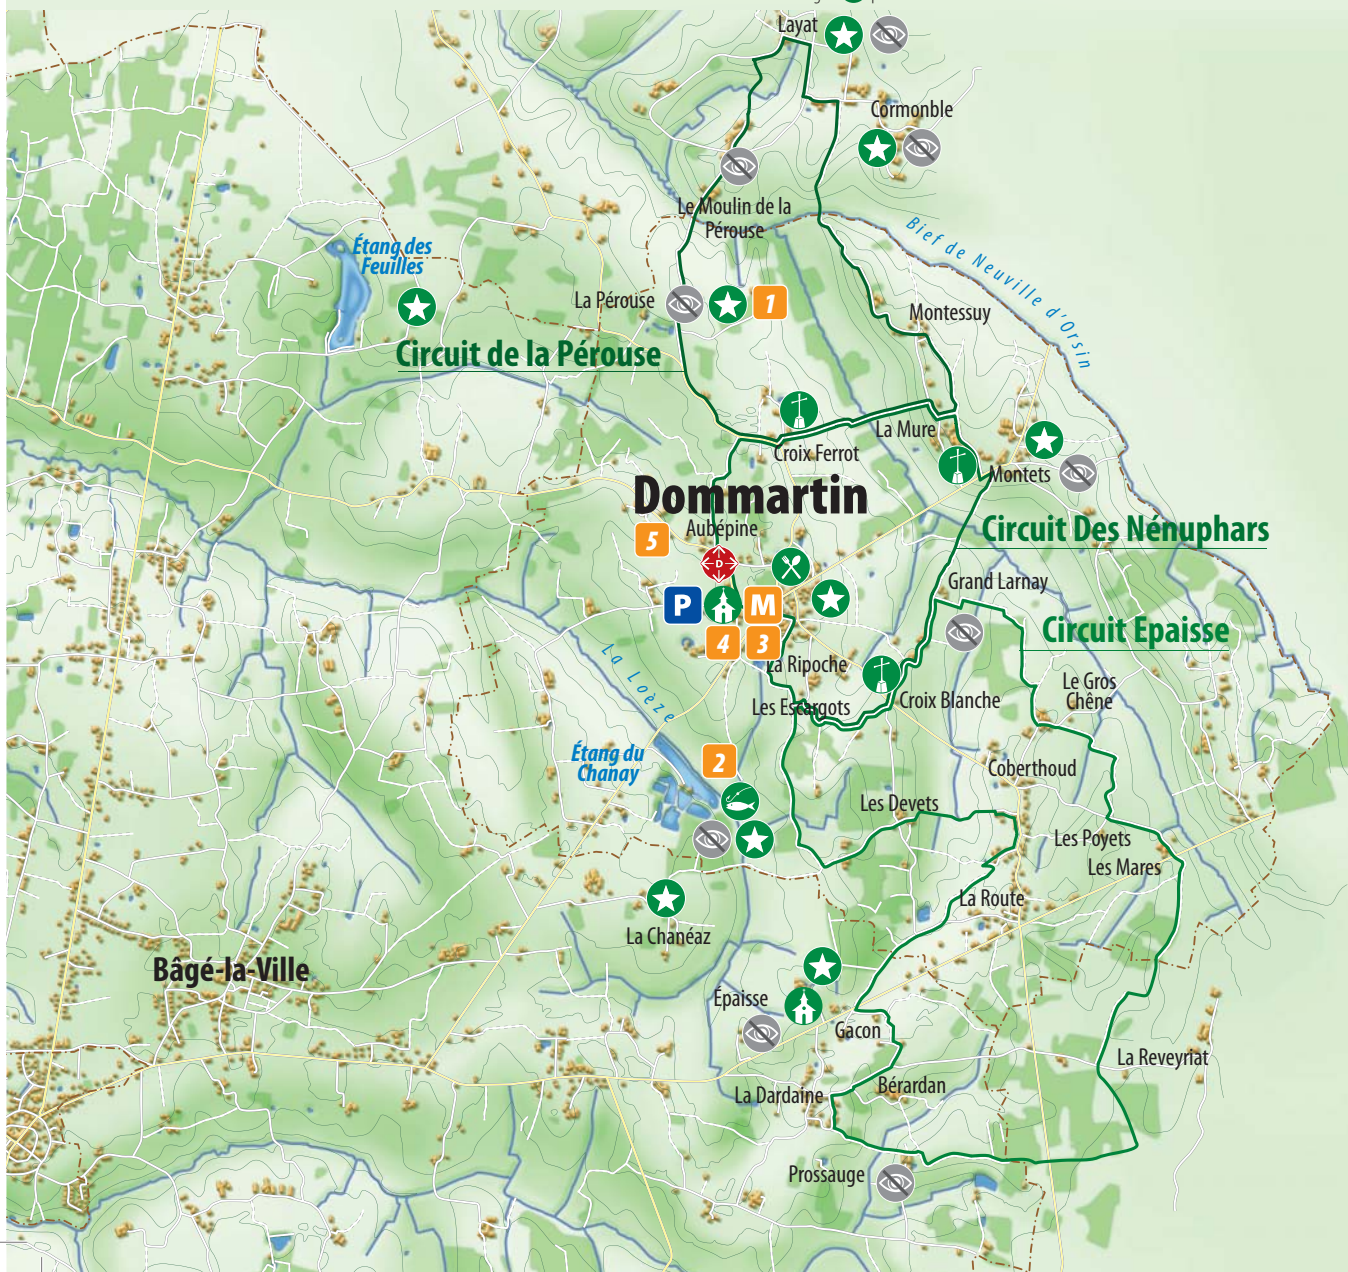 Layat
Cormonble
Le Moulin de la
Pérouse
Bief de Neuville d'Orsin
Étang des
Feuilles
La Pérouse
1
Montessuy
Circuit de la Pérouse
La Mure
Croix Ferrot
Montets
Dommartin
Aubépine
5
Circuit Des Nénuphars
D
Grand Larnay
P
M
4
3
Circuit Epaisse
La Loèze
La Ripoche
Le Gros
Chêne
Croix Blanche
Les Escargots
Étang du
Chanay
2
Coberthoud
Les Devets
Les Poyets
Les Mares
La Route
La Chanéaz
Bâgé-la-Ville
Épaisse
Gacon
La Reveyriat
Bérardan
La Dardaine
Prossauge